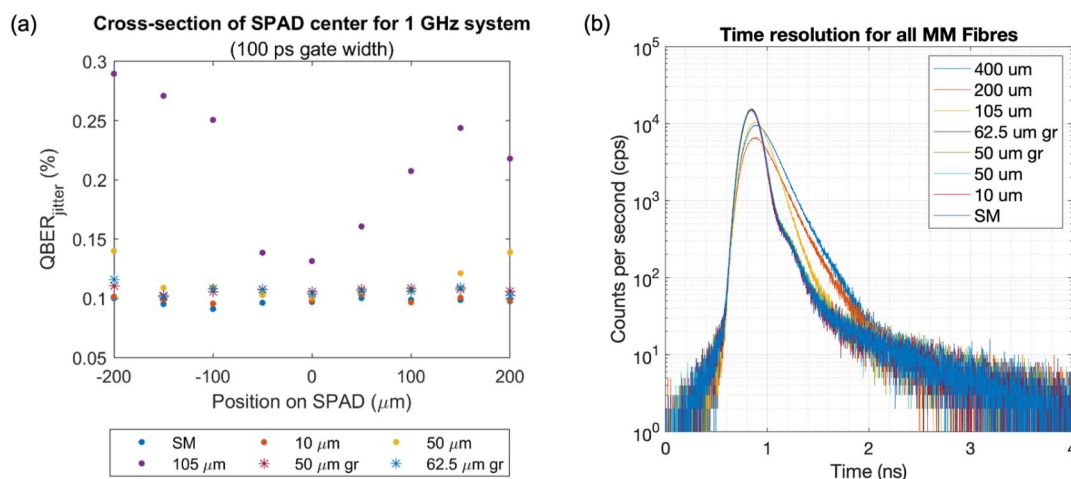 (a)
Cross-section of SPAD center for 1 GHz system
(100 ps gate width)
0.3
0.25
0.2
0.15
0.1
0.05
QBERjitter (%)
-200 -100 0 100 200
Position on SPAD (μm)
SM 10 μm 50 μm
105 μm 50 μm gr 62.5 μm gr
(b)
Time resolution for all MM Fibres
10^5
10^4
10^3
10^2
10^1
10^0
Counts per second (cps)
400 um
200 um
105 um
62.5 um gr
50 um gr
50 um
10 um
SM
0 1 2 3 4
Time (ns)